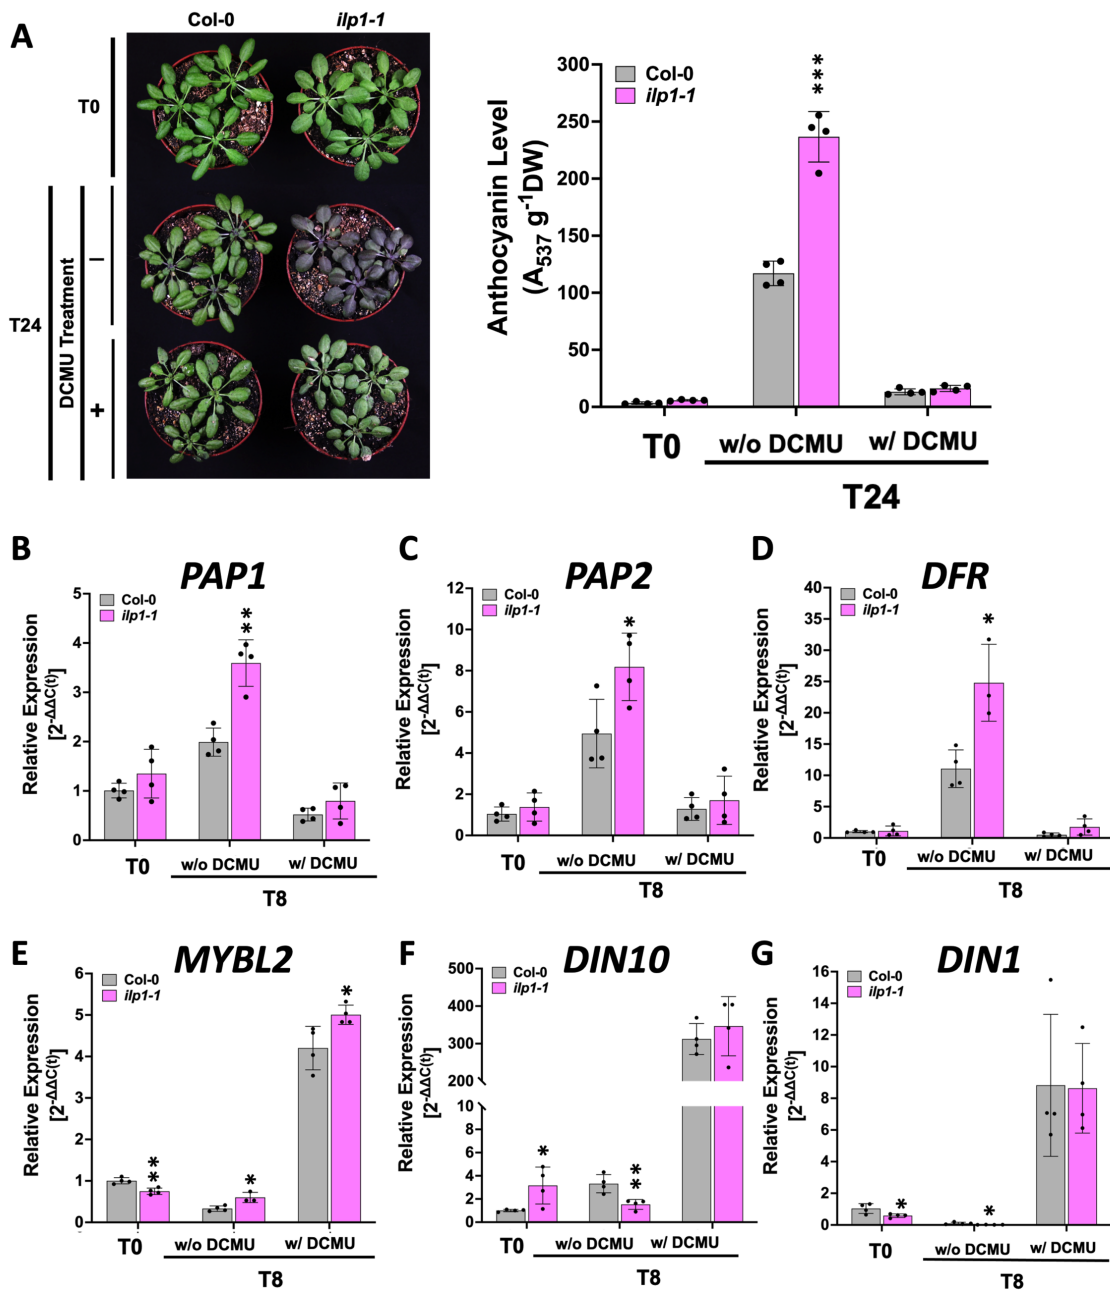 A
Col-0 ilp1-1
T0
T24
DCMU Treatment
−
+
Anthocyanin Level
(A537 g-1DW)
300
250
200
150
100
50
0
Col-0
ilp1-1
****
T0
w/o DCMU w/ DCMU
T24
B
PAP1
Relative Expression
[2-ΔΔC(t)]
5
4
3
2
1
0
Col-0
ilp1-1
**
T0
w/o DCMU w/ DCMU
T8
C
PAP2
Relative Expression
[2-ΔΔC(t)]
12
10
8
6
4
2
0
Col-0
ilp1-1
*
T0
w/o DCMU w/ DCMU
T8
D
DFR
Relative Expression
[2-ΔΔC(t)]
40
35
30
25
20
15
10
5
0
Col-0
ilp1-1
*
T0
w/o DCMU w/ DCMU
T8
E
MYBL2
Relative Expression
[2-ΔΔC(t)]
6
5
4
3
2
1
0
Col-0
ilp1-1
**
*
*
T0
w/o DCMU w/ DCMU
T8
F
DIN10
Relative Expression
[2-ΔΔC(t)]
500
400
300
200
10
8
6
4
2
0
Col-0
ilp1-1
*
**
T0
w/o DCMU w/ DCMU
T8
G
DIN1
Relative Expression
[2-ΔΔC(t)]
16
14
12
10
8
6
4
2
0
Col-0
ilp1-1
*
*
T0
w/o DCMU w/ DCMU
T8